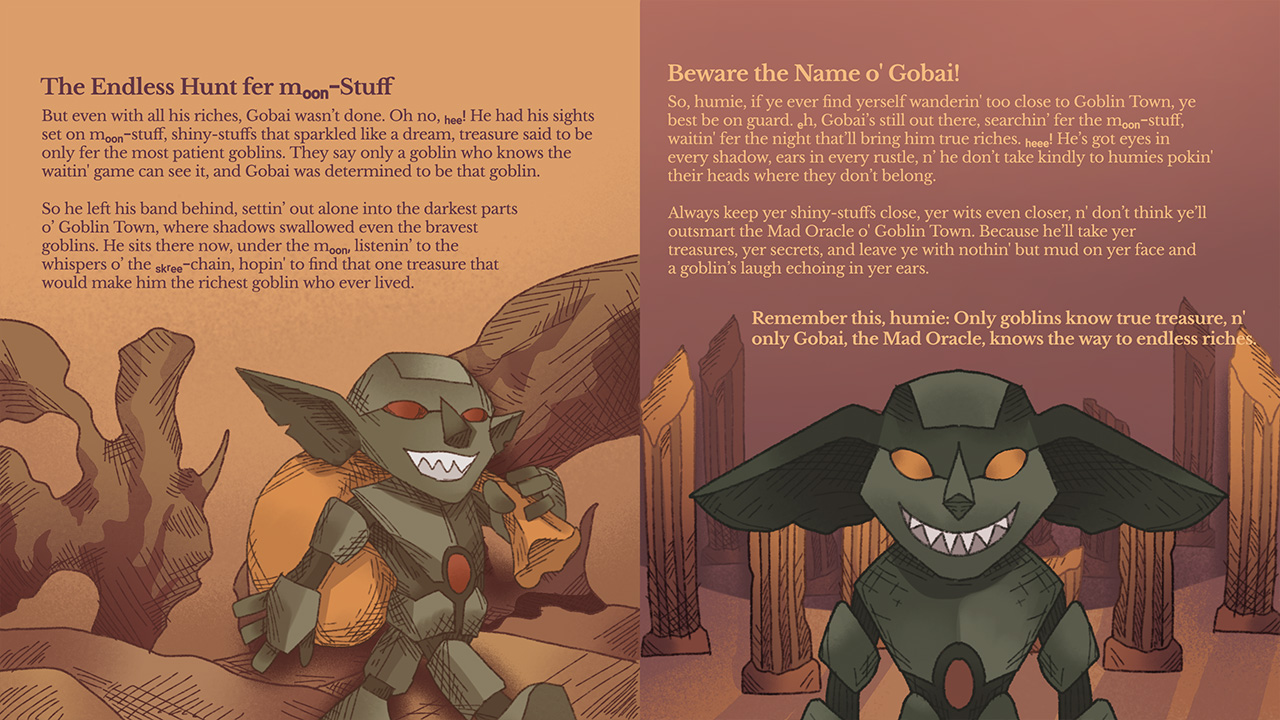 The Endless Hunt fer moon-Stuff
But even with all his riches, Gobai wasn’t done. Oh no, hee! He had his sights
set on moon-stuff, shiny-stuffs that sparkled like a dream, treasure said to be
only fer the most patient goblins. They say only a goblin who knows the
waitin' game can see it, and Gobai was determined to be that goblin.
So he left his band behind, settin’ out alone into the darkest parts
o’ Goblin Town, where shadows swallowed even the bravest
goblins. He sits there now, under the moon, listenin’ to the
whispers o’ the skree-chain, hopin' to find that one treasure that
would make him the richest goblin who ever lived.
Beware the Name o' Gobai!
So, humie, if ye ever find yerself wanderin' too close to Goblin Town, ye
best be on guard. eh, Gobai’s still out there, searchin’ fer the moon-stuff,
waitin’ fer the night that’ll bring him true riches. heee! He’s got eyes in
every shadow, ears in every rustle, n’ he don’t take kindly to humies pokin'
their heads where they don’t belong.
Always keep yer shiny-stuffs close, yer wits even closer, n' don’t think ye’ll
outsmart the Mad Oracle o' Goblin Town. Because he’ll take yer
treasures, yer secrets, and leave ye with nothin' but mud on yer face and
a goblin’s laugh echoing in yer ears.
Remember this, humie: Only goblins know true treasure, n'
only Gobai, the Mad Oracle, knows the way to endless riches.